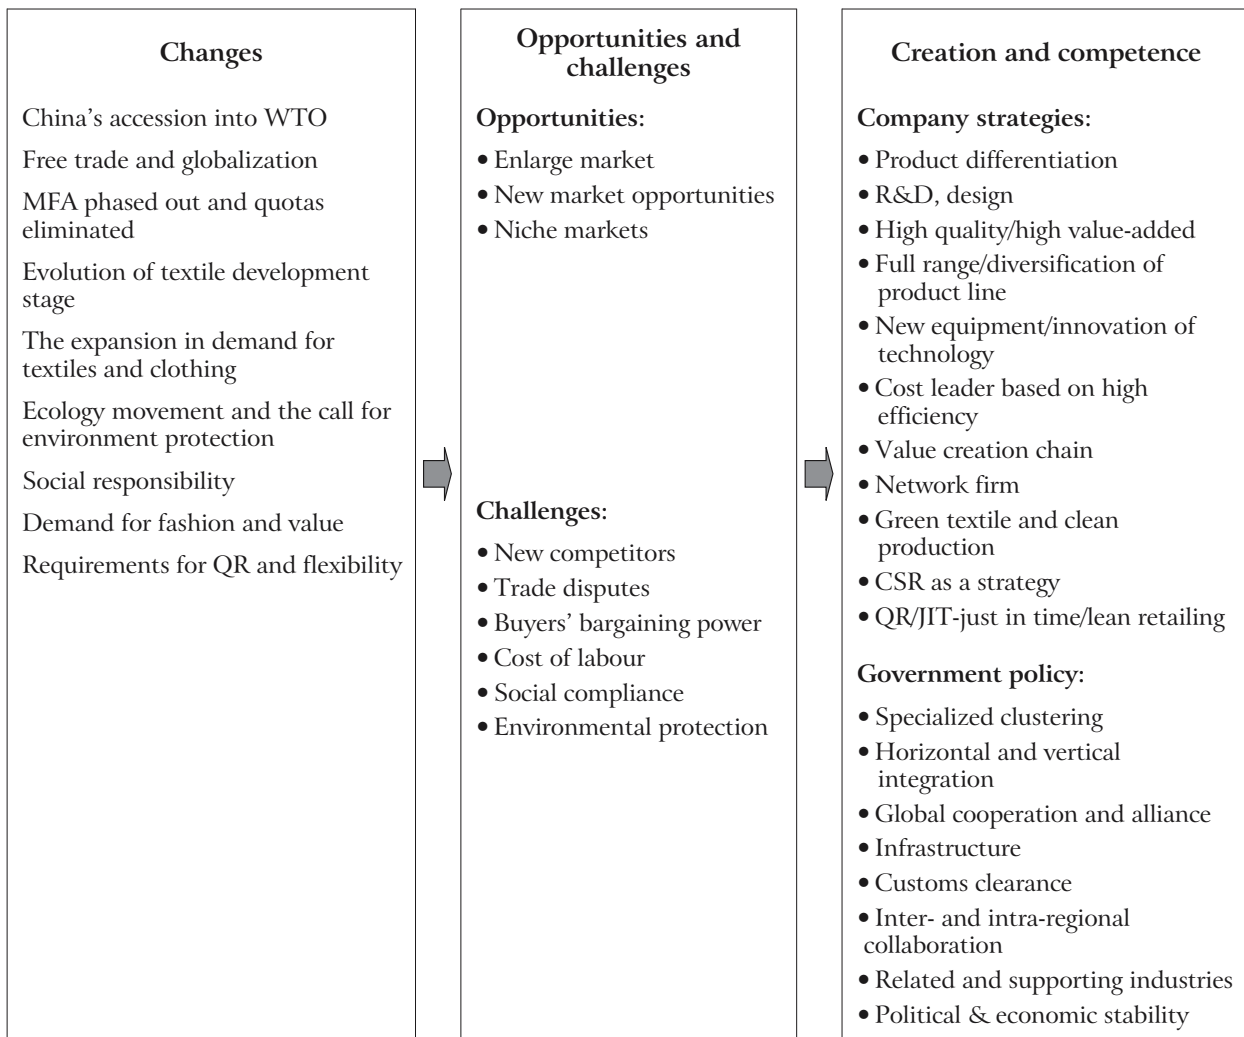 Changes
China's accession into WTO
Free trade and globalization
MFA phased out and quotas
eliminated
Evolution of textile development
stage
The expansion in demand for
textiles and clothing
Ecology movement and the call for
environment protection
Social responsibility
Demand for fashion and value
Requirements for QR and flexibility
Opportunities and
challenges
Opportunities:
• Enlarge market
• New market opportunities
• Niche markets
Challenges:
• New competitors
• Trade disputes
• Buyers' bargaining power
• Cost of labour
• Social compliance
• Environmental protection
Creation and competence
Company strategies:
• Product differentiation
• R&D, design
• High quality/high value-added
• Full range/diversification of
product line
• New equipment/innovation of
technology
• Cost leader based on high
efficiency
• Value creation chain
• Network firm
• Green textile and clean
production
• CSR as a strategy
• QR/JIT-just in time/lean retailing
Government policy:
• Specialized clustering
• Horizontal and vertical
integration
• Global cooperation and alliance
• Infrastructure
• Customs clearance
• Inter- and intra-regional
collaboration
• Related and supporting industries
• Political & economic stability